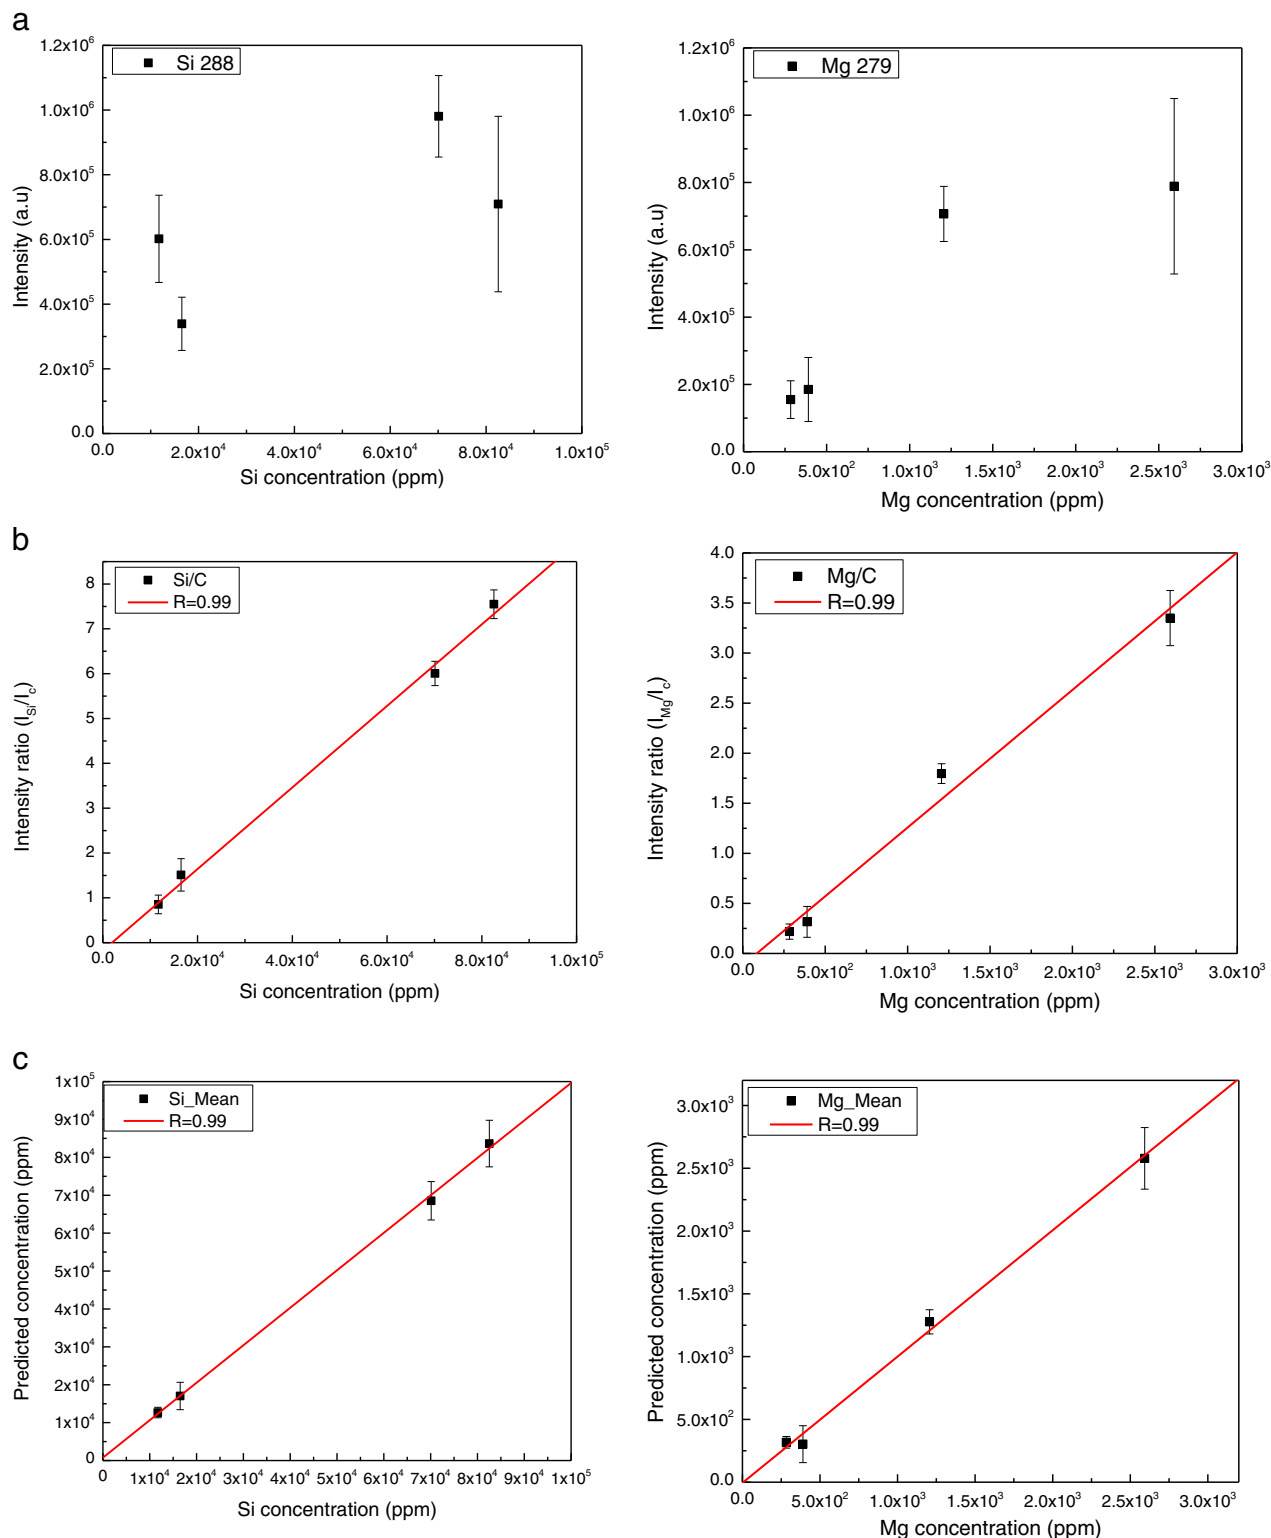 a
1.2x10⁶
1.0x10⁶
8.0x10⁵
6.0x10⁵
4.0x10⁵
2.0x10⁵
0.0
Intensity (a.u)
Si 288
0.0
2.0x10⁴
4.0x10⁴
6.0x10⁴
8.0x10⁴
1.0x10⁵
Si concentration (ppm)
1.2x10⁶
1.0x10⁶
8.0x10⁵
6.0x10⁵
4.0x10⁵
2.0x10⁵
0.0
Intensity (a.u)
Mg 279
0.0
5.0x10²
1.0x10³
1.5x10³
2.0x10³
2.5x10³
3.0x10³
Mg concentration (ppm)
b
8
7
6
5
4
3
2
1
0
Intensity ratio (I_Si/I_c)
Si/C
R=0.99
0.0
2.0x10⁴
4.0x10⁴
6.0x10⁴
8.0x10⁴
1.0x10⁵
Si concentration (ppm)
4.0
3.5
3.0
2.5
2.0
1.5
1.0
0.5
0.0
Intensity ratio (I_Mg/I_c)
Mg/C
R=0.99
0.0
5.0x10²
1.0x10³
1.5x10³
2.0x10³
2.5x10³
3.0x10³
Mg concentration (ppm)
c
1x10⁵
9x10⁴
8x10⁴
7x10⁴
6x10⁴
5x10⁴
4x10⁴
3x10⁴
2x10⁴
1x10⁴
0
Predicted concentration (ppm)
Si_Mean
R=0.99
0
1x10⁴
2x10⁴
3x10⁴
4x10⁴
5x10⁴
6x10⁴
7x10⁴
8x10⁴
9x10⁴
1x10⁵
Si concentration (ppm)
3.0x10³
2.5x10³
2.0x10³
1.5x10³
1.0x10³
5.0x10²
0.0
Predicted concentration (ppm)
Mg_Mean
R=0.99
0.0
5.0x10²
1.0x10³
1.5x10³
2.0x10³
2.5x10³
3.0x10³
Mg concentration (ppm)